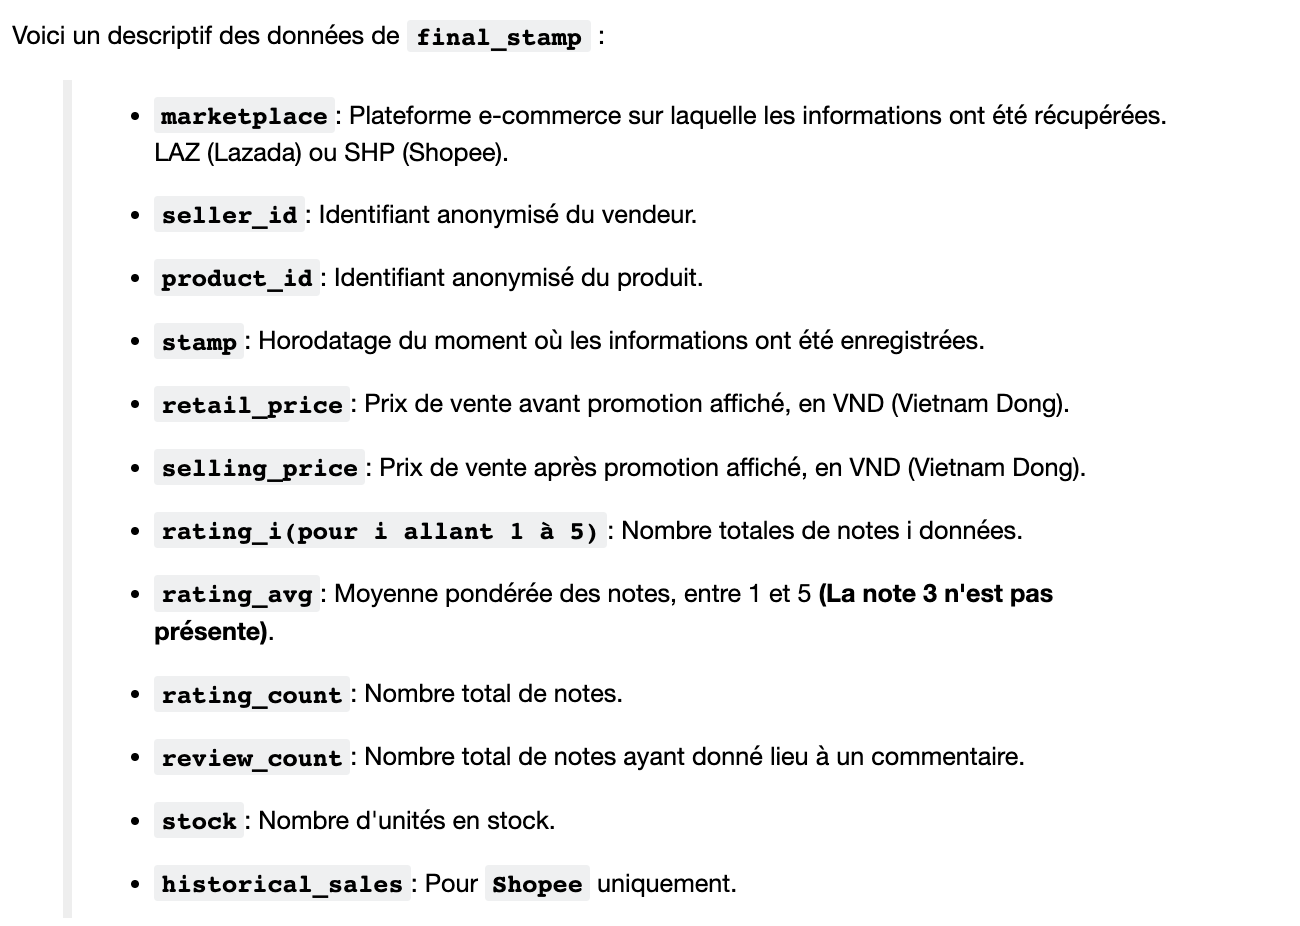 Voici un descriptif des données de final_stamp :
• marketplace : Plateforme e-commerce sur laquelle les informations ont été récupérées.
LAZ (Lazada) ou SHP (Shopee).
• seller_id : Identifiant anonymisé du vendeur.
• product_id : Identifiant anonymisé du produit.
• stamp : Horodatage du moment où les informations ont été enregistrées.
• retail_price : Prix de vente avant promotion affiché, en VND (Vietnam Dong).
• selling_price : Prix de vente après promotion affiché, en VND (Vietnam Dong).
• rating_i(pour i allant 1 à 5) : Nombre totales de notes i données.
• rating_avg : Moyenne pondérée des notes, entre 1 et 5 (La note 3 n'est pas
présente).
• rating_count : Nombre total de notes.
• review_count : Nombre total de notes ayant donné lieu à un commentaire.
• stock : Nombre d'unités en stock.
• historical_sales : Pour Shopee uniquement.